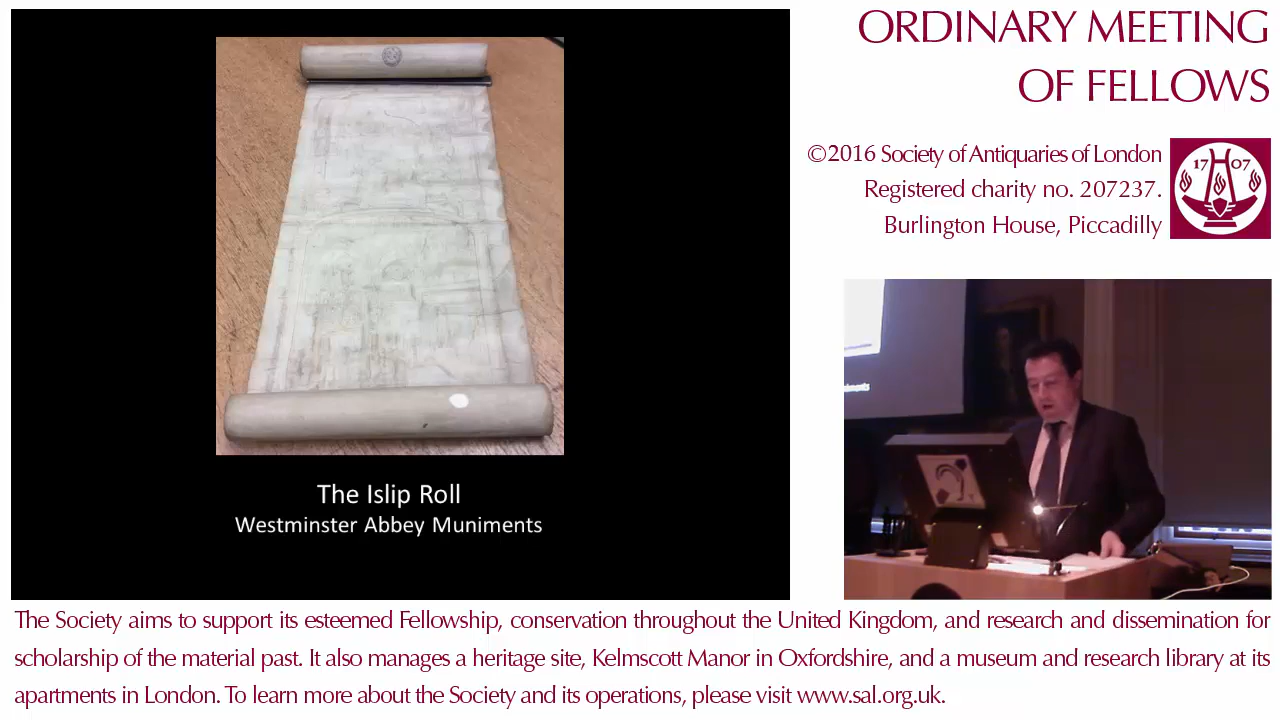 ORDINARY MEETING
OF FELLOWS
©2016 Society of Antiquaries of London
Registered charity no. 207237.
Burlington House, Piccadilly
17 07
The Islip Roll
Westminster Abbey Muniments
The Society aims to support its esteemed Fellowship, conservation throughout the United Kingdom, and research and dissemination for
scholarship of the material past. It also manages a heritage site, Kelmscott Manor in Oxfordshire, and a museum and research library at its
apartments in London. To learn more about the Society and its operations, please visit www.sal.org.uk.